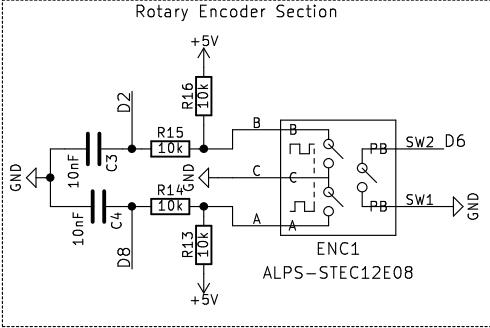 Rotary Encoder Section
+5V
D2
R16
10k
R15
10k
B
B
PB
SW2
D6
GND
10nF
C3
GND
C
C
R14
10k
10nF
C4
A
A
PB
SW1
GND
D8
R13
10k
ENC1
+5V
ALPS-STEC12E08